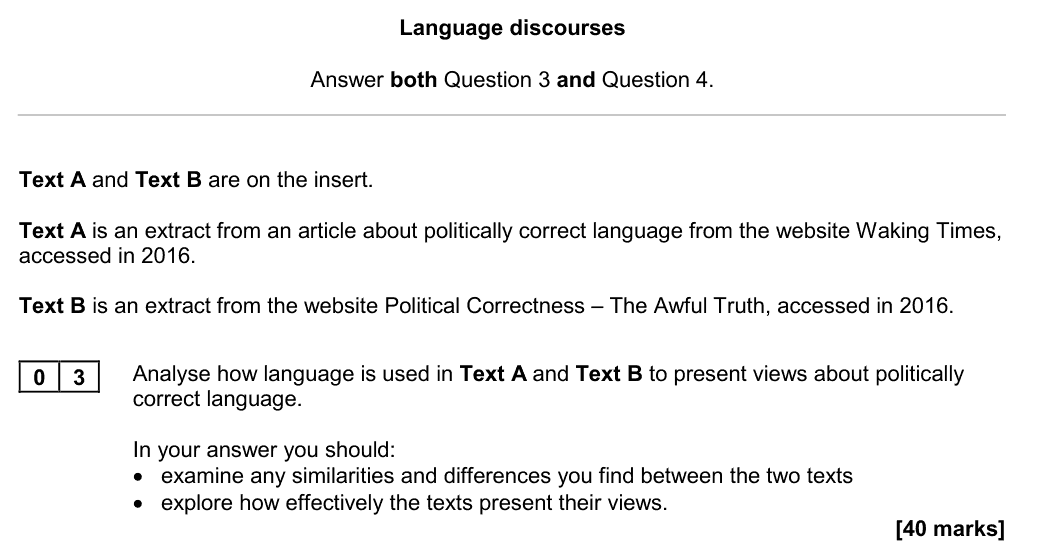 Language discourses
Answer both Question 3 and Question 4.
Text A and Text B are on the insert.
Text A is an extract from an article about politically correct language from the website Waking Times,
accessed in 2016.
Text B is an extract from the website Political Correctness – The Awful Truth, accessed in 2016.
0 3 Analyse how language is used in Text A and Text B to present views about politically
correct language.
In your answer you should:
• examine any similarities and differences you find between the two texts
• explore how effectively the texts present their views.
[40 marks]